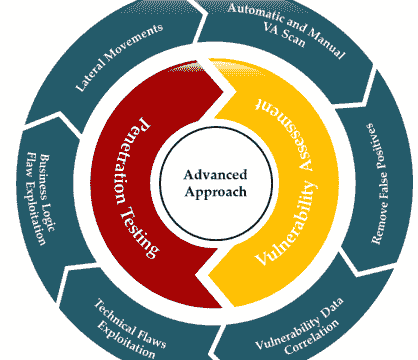 Automatic and Manual
VA Scan
Remove False Positives
Vulnerability Data
Correlation
Technical Flaws
Exploitation
Business Logic
Flaw Exploitation
Lateral Movements
Vulnerability Assessment
Penetration Testing
Advanced
Approach